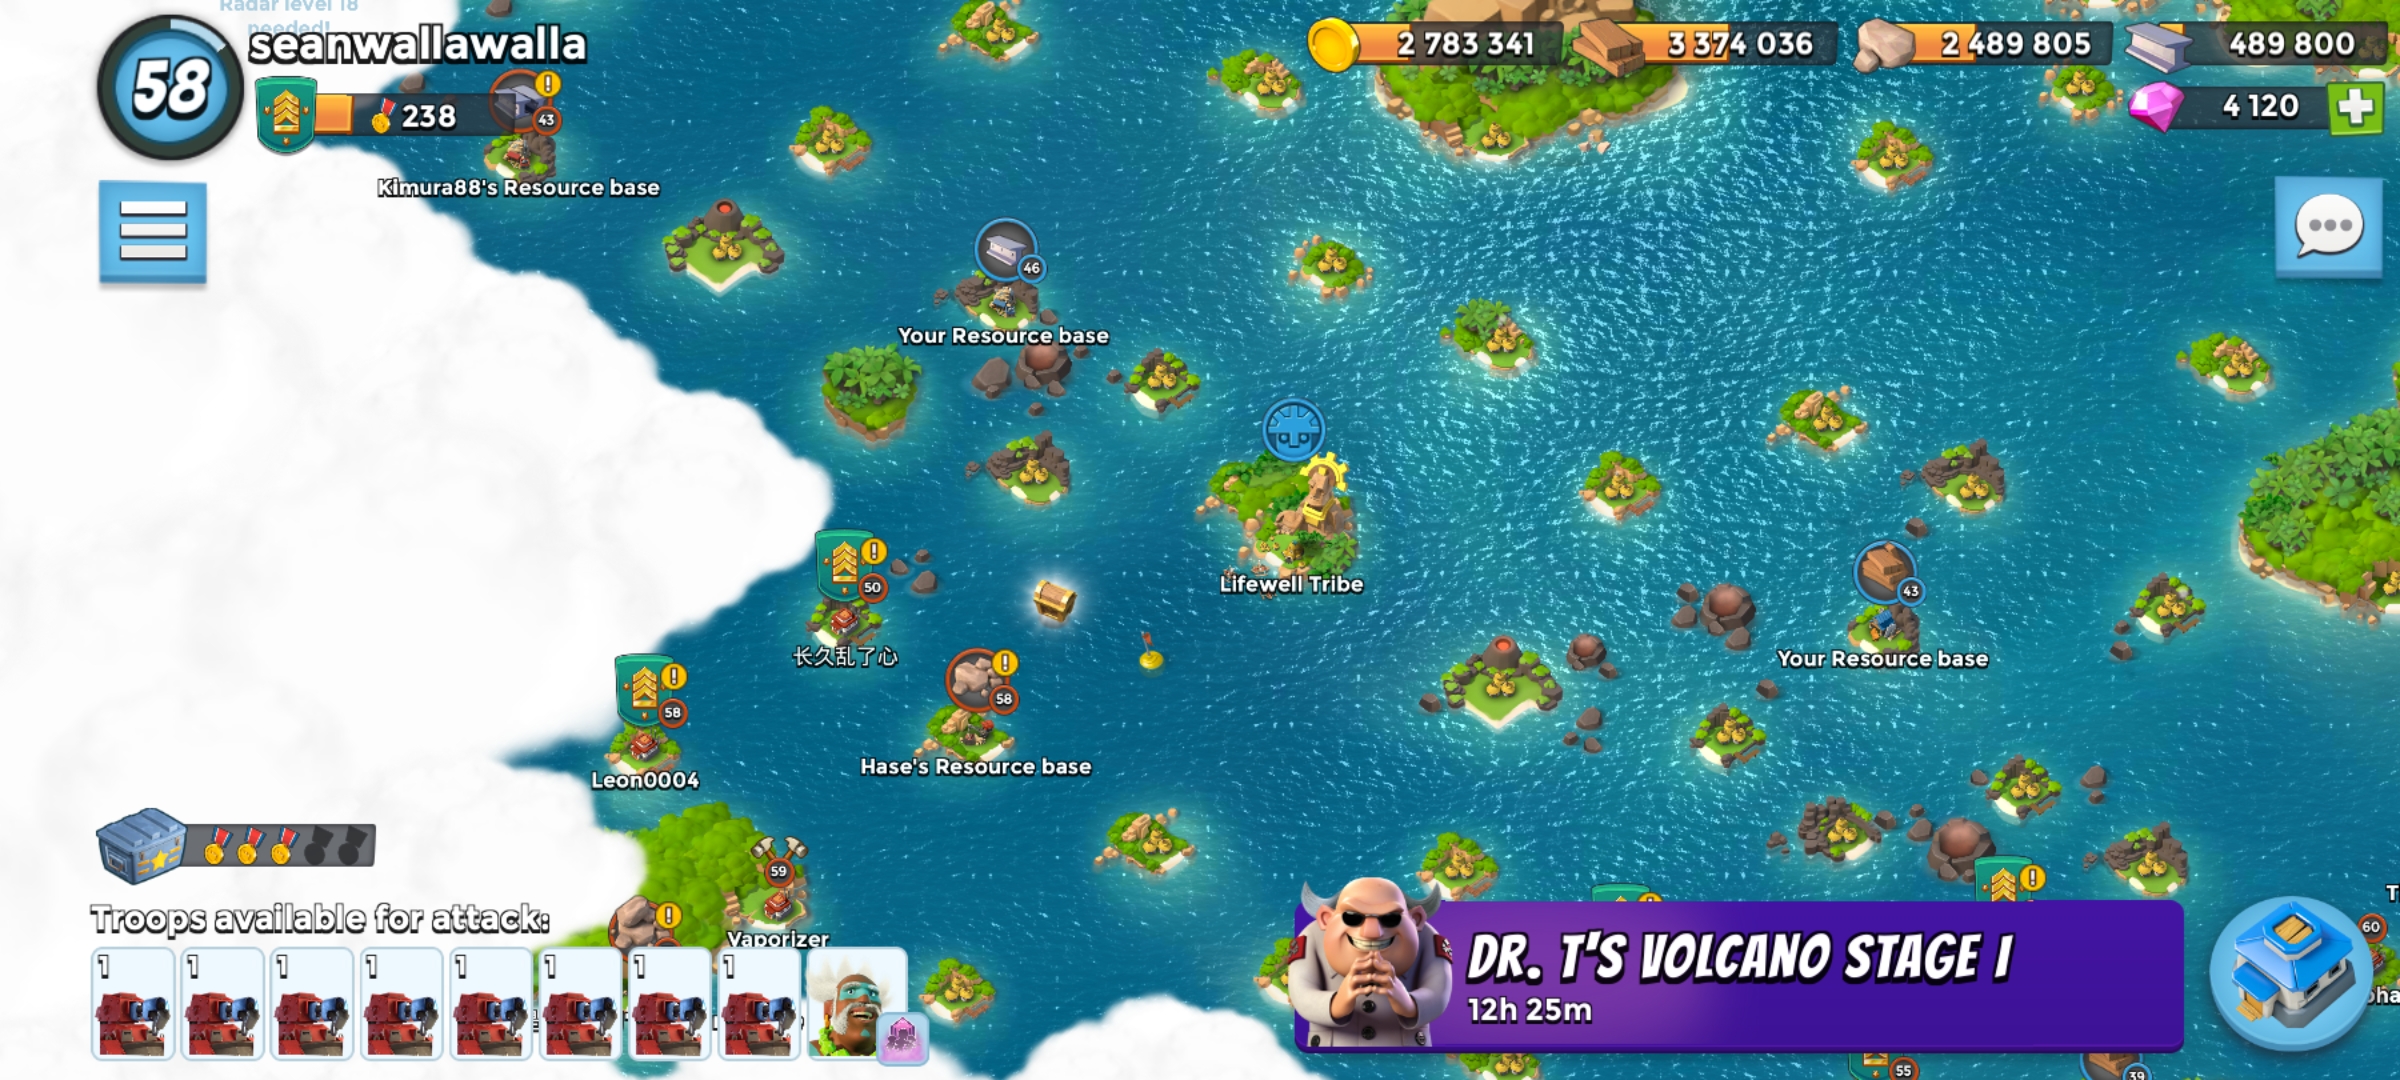 Radar level 18
needed!
58
seanwallawalla
238
43
Kimura88's Resource base
2 783 341
3 374 036
2 489 805
489 800
4 120
46
Your Resource base
Lifewell Tribe
50
长久乱了心
58
Leon0004
58
Hase's Resource base
43
Your Resource base
59
Vaporizer
Troops available for attack:
1
1
1
1
1
1
1
1
DR. T'S VOLCANO STAGE I
12h 25m
60
55
39